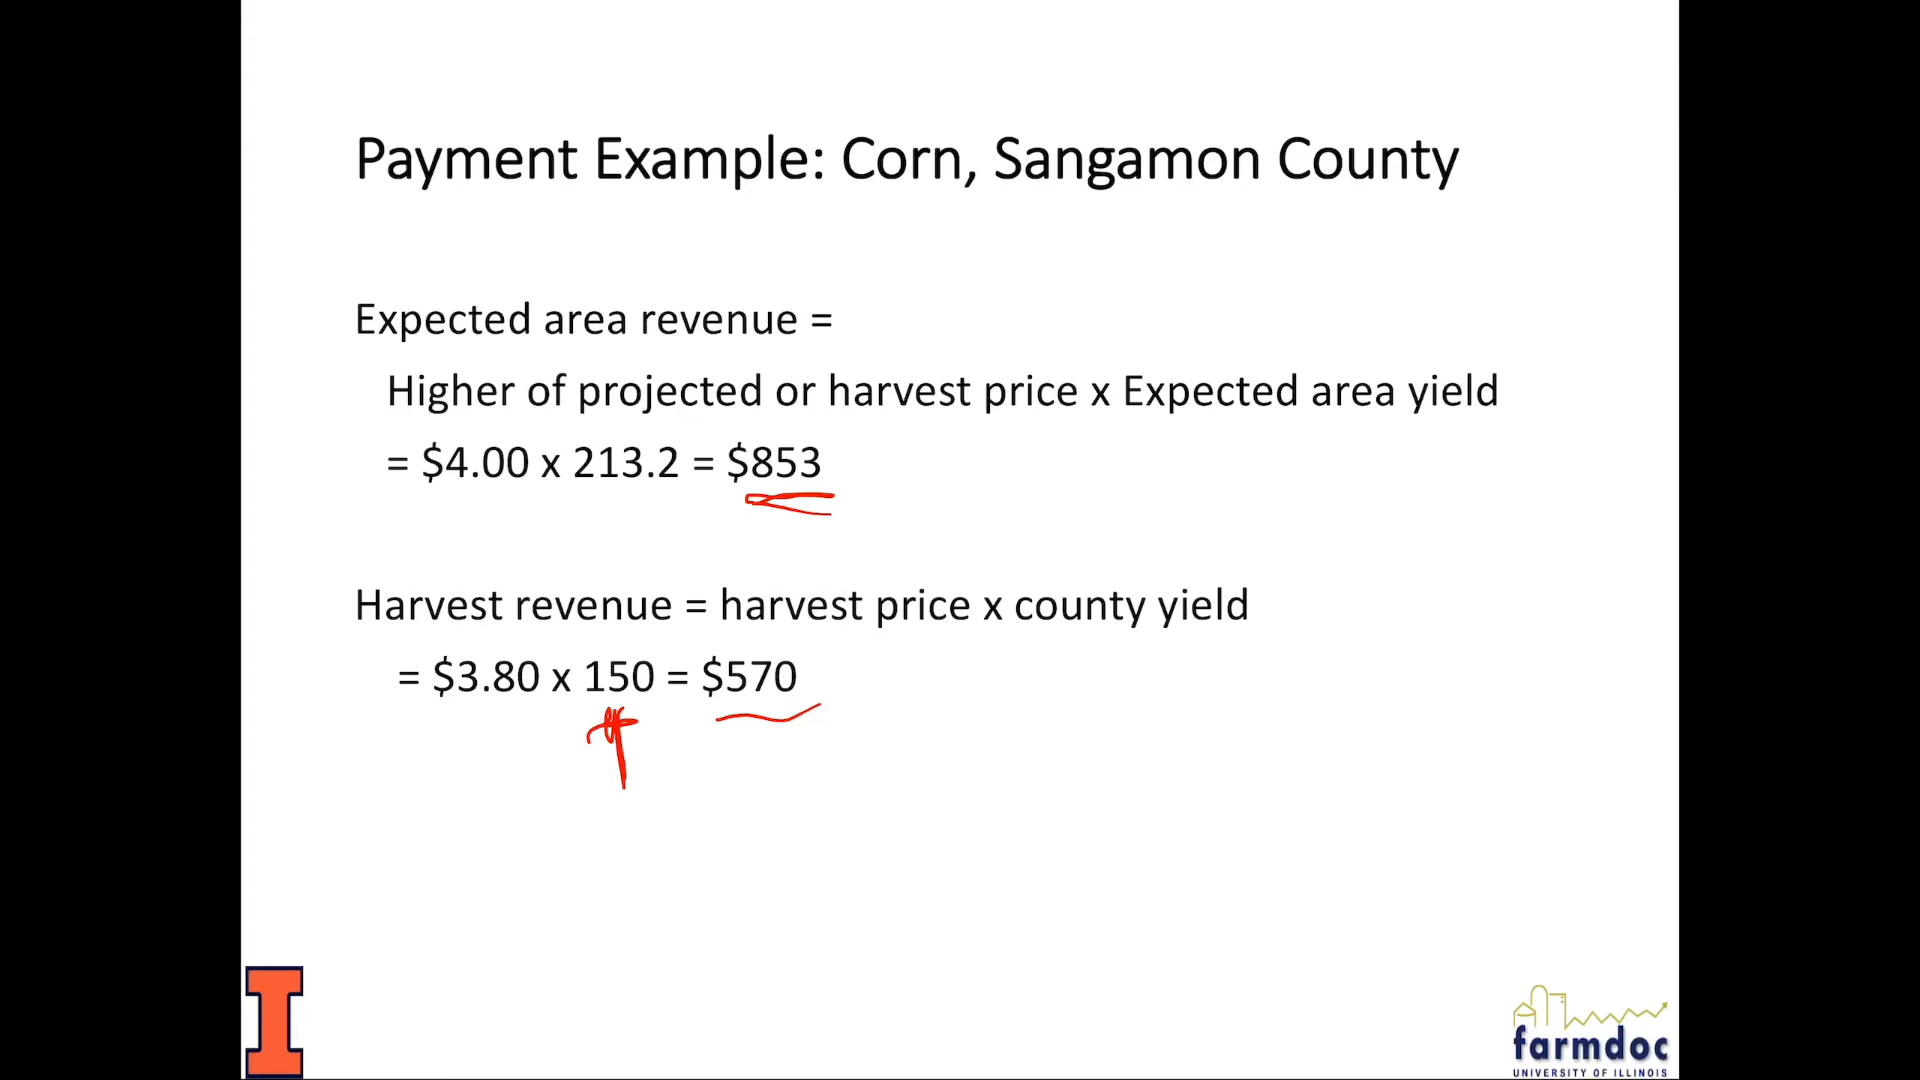 Payment Example: Corn, Sangamon County
Expected area revenue =
Higher of projected or harvest price x Expected area yield
= $4.00 x 213.2 = $853
Harvest revenue = harvest price x county yield
= $3.80 x 150 = $570
I
farmdoc
UNIVERSITY OF ILLINOIS